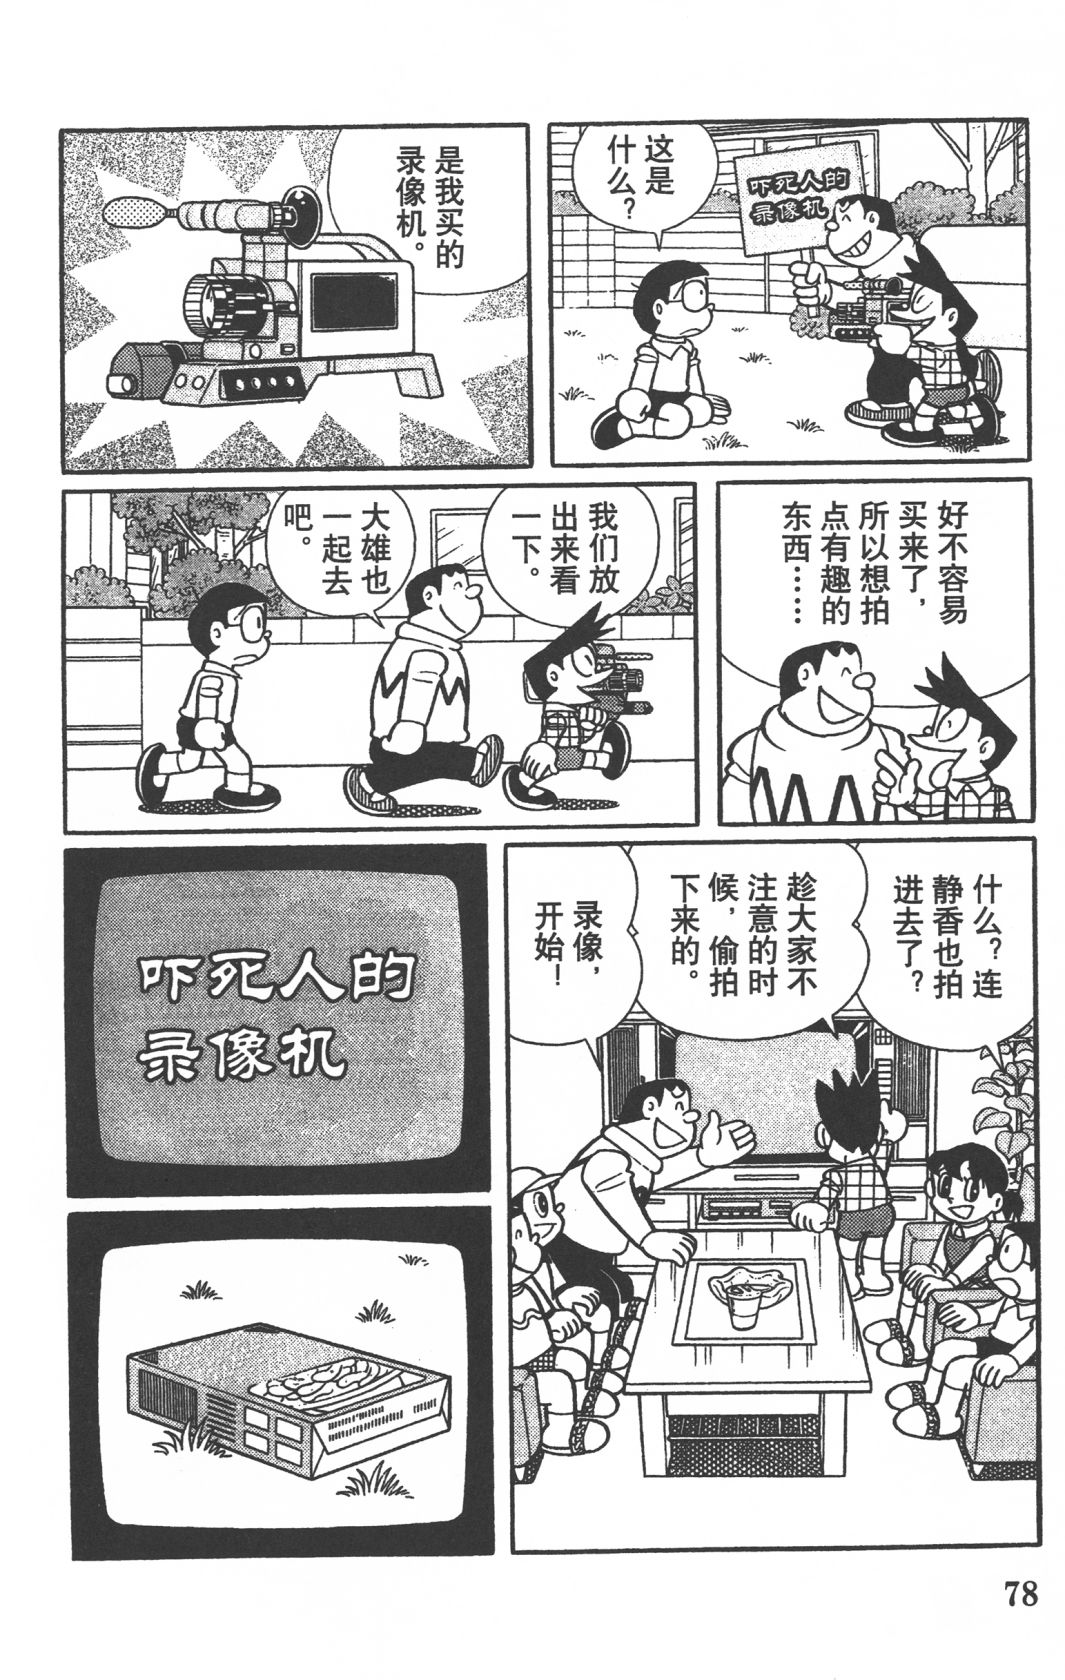 这是
什么？
吓死人的
录像机
是我买的
录像机。
好不容易
买来了，
所以想拍
点有趣的
东西……
我们放
出来看
一下。
大雄也
一起去
吧。
什么？连
静香也拍
进去了？
趁大家不
注意的时
候，偷拍
下来的。
录像，
开始！
吓死人的
录像机
78